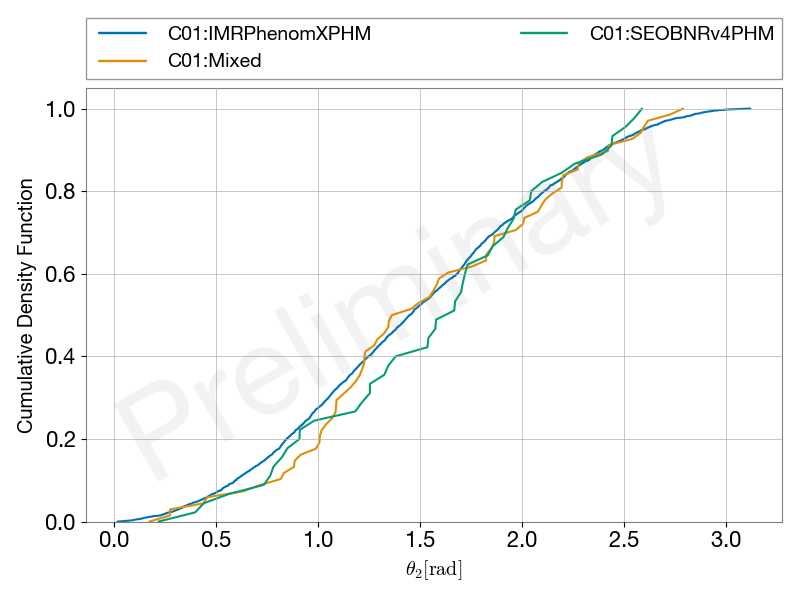 C01:IMRPhenomXPHM
C01:Mixed
C01:SEOBNRv4PHM
Cumulative Density Function
1.0
0.8
0.6
0.4
0.2
0.0
Preliminary
0.0 0.5 1.0 1.5 2.0 2.5 3.0
θ₂[rad]